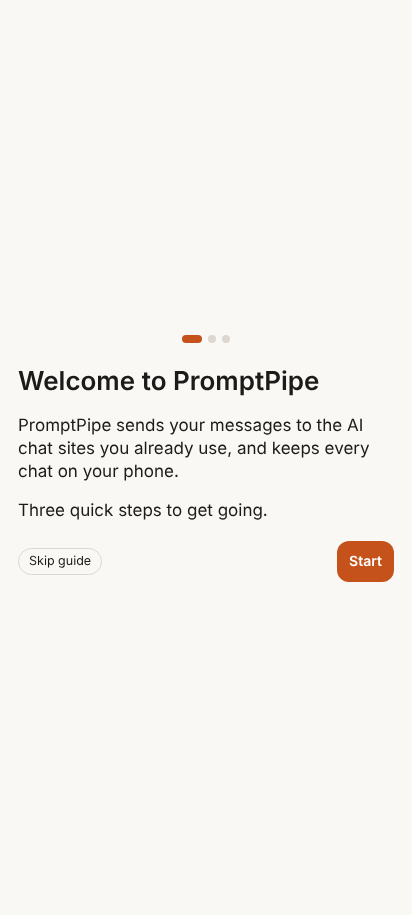 Welcome to PromptPipe
PromptPipe sends your messages to the AI
chat sites you already use, and keeps every
chat on your phone.
Three quick steps to get going.
Skip guide
Start